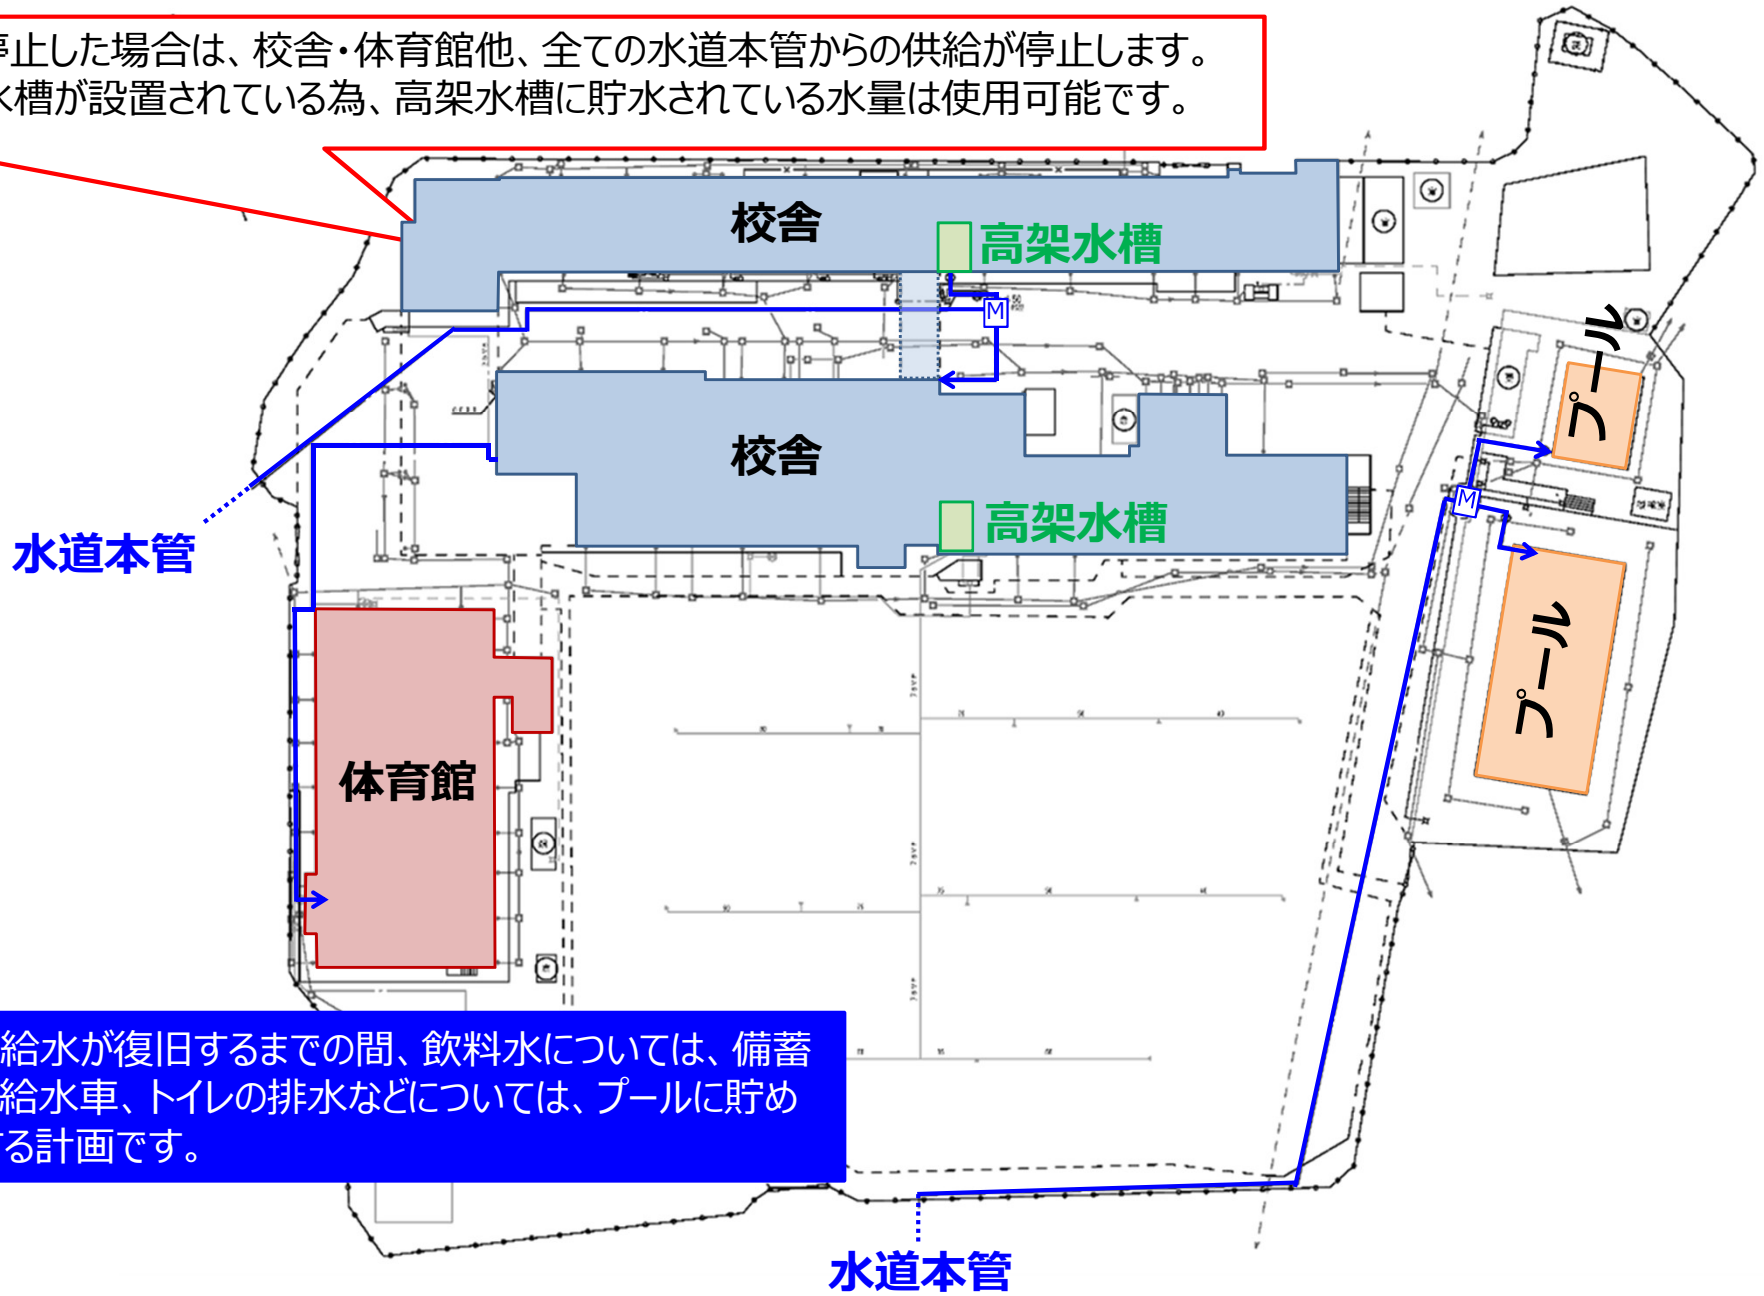 停止した場合は、校舎・体育館他、全ての水道本管からの供給が停止します。
水槽が設置されている為、高架水槽に貯水されている水量は使用可能です。
校舎
高架水槽
M
校舎
高架水槽
水道本管
プール
M
プール
体育館
給水が復旧するまでの間、飲料水については、備蓄
給水車、トイレの排水などについては、プールに貯め
する計画です。
水道本管